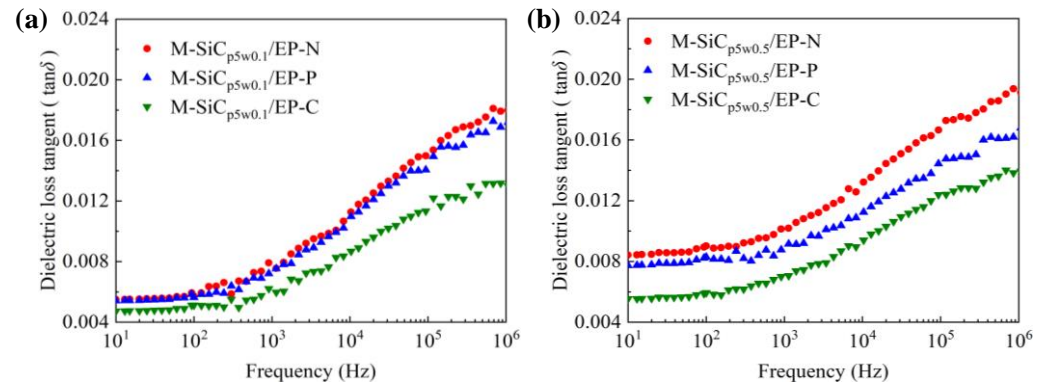 (a)
0.024
0.020
0.016
0.012
0.008
0.004
Dielectric loss tangent ( tanδ )
M-SiCp5w0.1/EP-N
M-SiCp5w0.1/EP-P
M-SiCp5w0.1/EP-C
10^1 10^2 10^3 10^4 10^5 10^6
Frequency (Hz)
(b)
0.024
0.020
0.016
0.012
0.008
0.004
Dielectric loss tangent ( tanδ )
M-SiCp5w0.5/EP-N
M-SiCp5w0.5/EP-P
M-SiCp5w0.5/EP-C
10^1 10^2 10^3 10^4 10^5 10^6
Frequency (Hz)